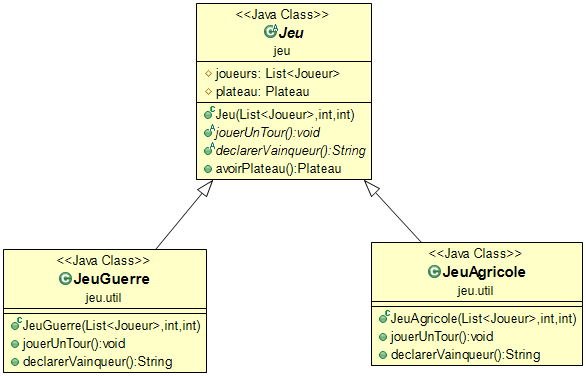 <<Java Class>>
Jeu
jeu
joueurs: List<Joueur>
plateau: Plateau
Jeu(List<Joueur>,int,int)
jouerUnTour():void
declarerVainqueur():String
avoirPlateau():Plateau
<<Java Class>>
JeuGuerre
jeu.util
JeuGuerre(List<Joueur>,int,int)
jouerUnTour():void
declarerVainqueur():String
<<Java Class>>
JeuAgricole
jeu.util
JeuAgricole(List<Joueur>,int,int)
jouerUnTour():void
declarerVainqueur():String